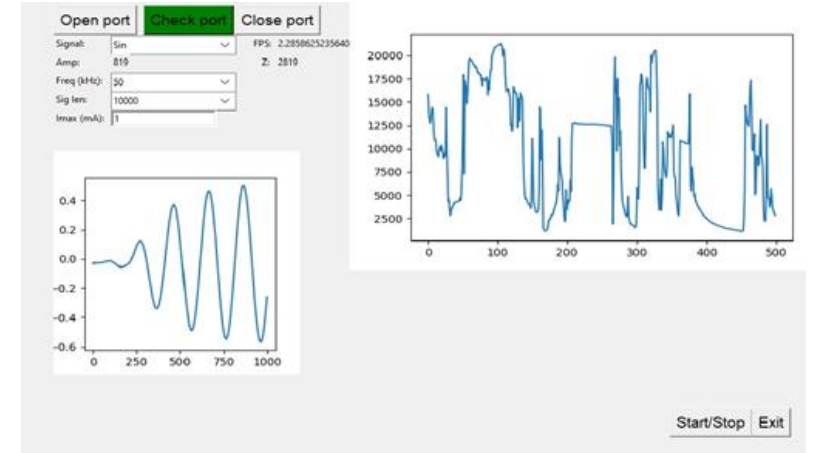 Open port Check port Close port
Signal: Sin FPS: 2.2858625235640
Amp: 819 Z: 2819
Freq (kHz): 50
Sig len: 10000
Imax (mA): 1
20000
17500
15000
12500
10000
7500
5000
2500
0 100 200 300 400 500
0.4
0.2
0.0
-0.2
-0.4
-0.6
0 250 500 750 1000
Start/Stop Exit